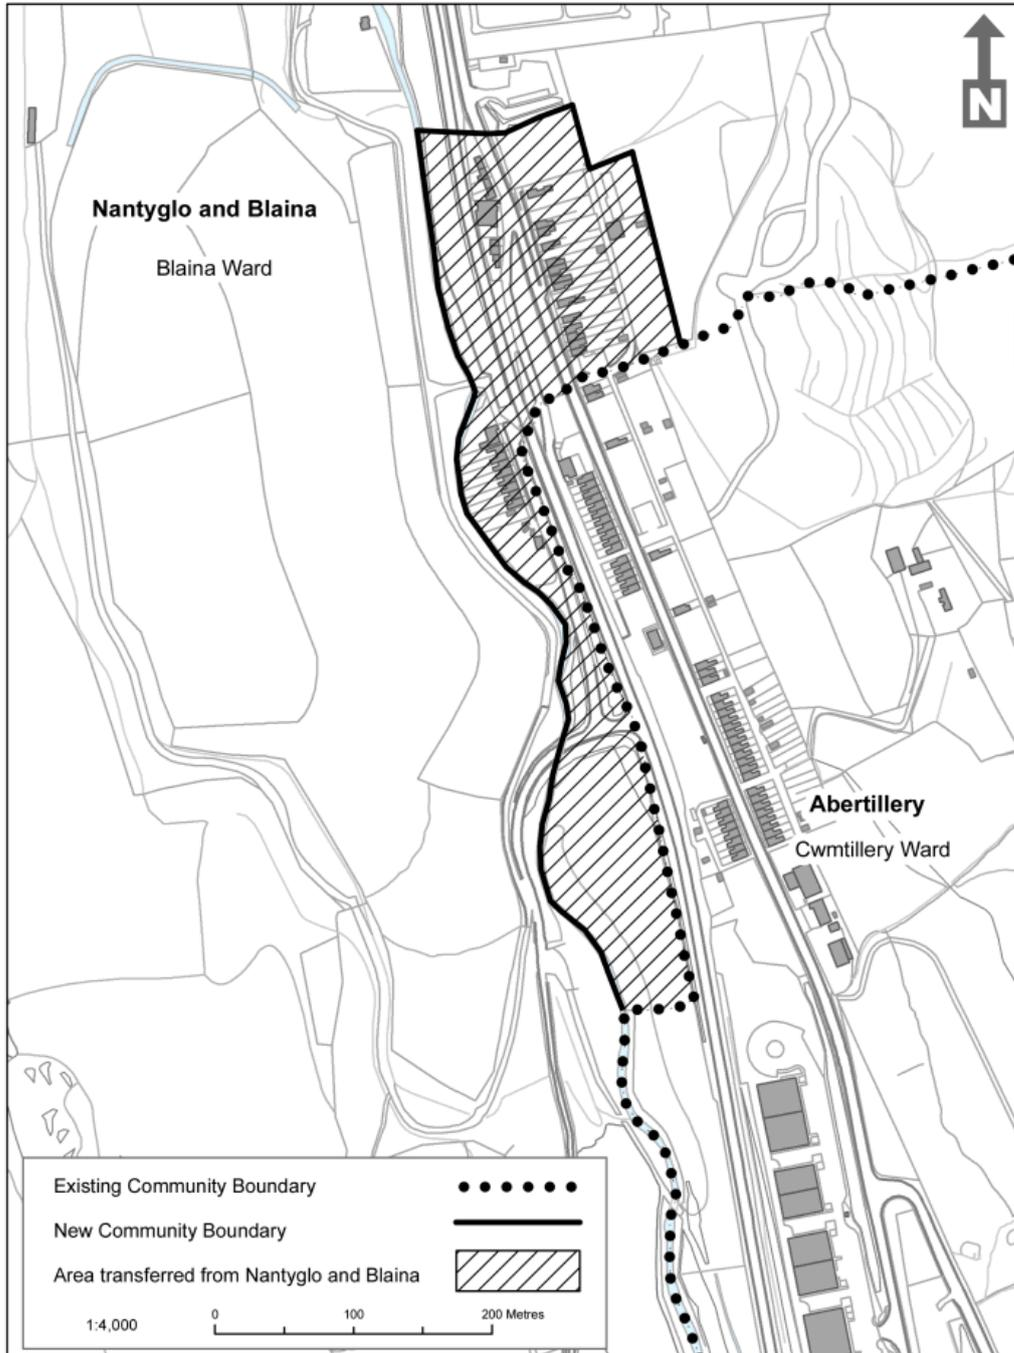 N
Nantyglo and Blaina
Blaina Ward
Abertillery
Cwmtillery Ward
Existing Community Boundary
New Community Boundary
Area transferred from Nantyglo and Blaina
1:4,000
0 100 200 Metres